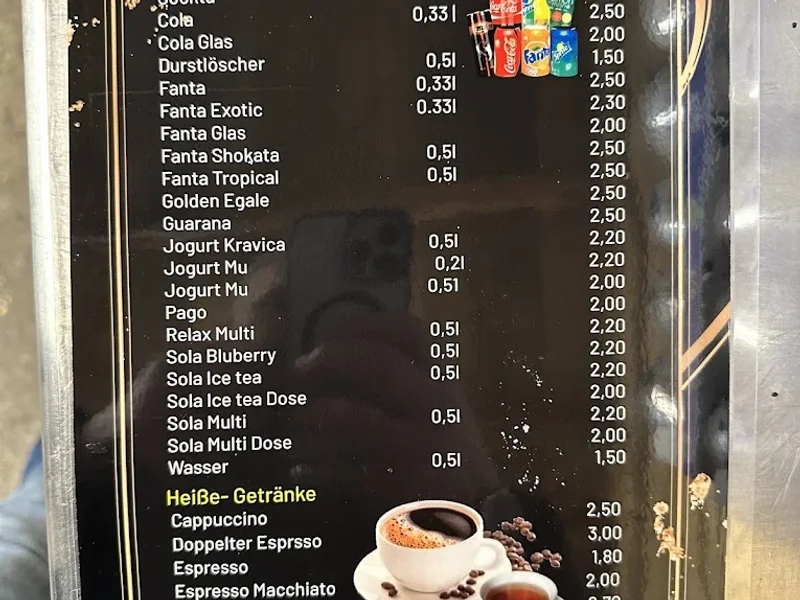 Cola 0,33 l 2,50
Cola Glas 2,00
Durstlöscher 0,5l 1,50
Fanta 0,33l 2,50
Fanta Exotic 0.33l 2,30
Fanta Glas 2,00
Fanta Shokata 0,5l 2,50
Fanta Tropical 0,5l 2,50
Golden Egale 2,50
Guarana 2,50
Jogurt Kravica 0,5l 2,20
Jogurt Mu 0,2l 2,20
Jogurt Mu 0,51 2,00
Pago 2,00
Relax Multi 0,5l 2,20
Sola Bluberry 0,5l 2,20
Sola Ice tea 0,5l 2,20
Sola Ice tea Dose 2,00
Sola Multi 0,5l 2,20
Sola Multi Dose 2,00
Wasser 0,5l 1,50
Heiße- Getränke
Cappuccino 2,50
Doppelter Esprsso 3,00
Espresso 1,80
Espresso Macchiato 2,00